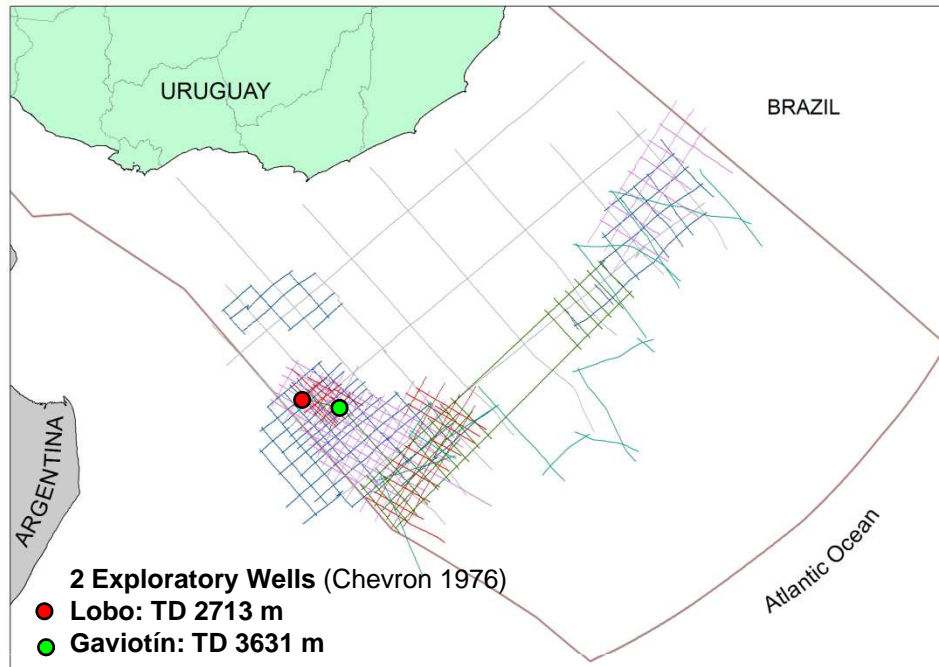 URUGUAY
BRAZIL
ARGENTINA
Atlantic Ocean
2 Exploratory Wells (Chevron 1976)
Lobo: TD 2713 m
Gaviotín: TD 3631 m